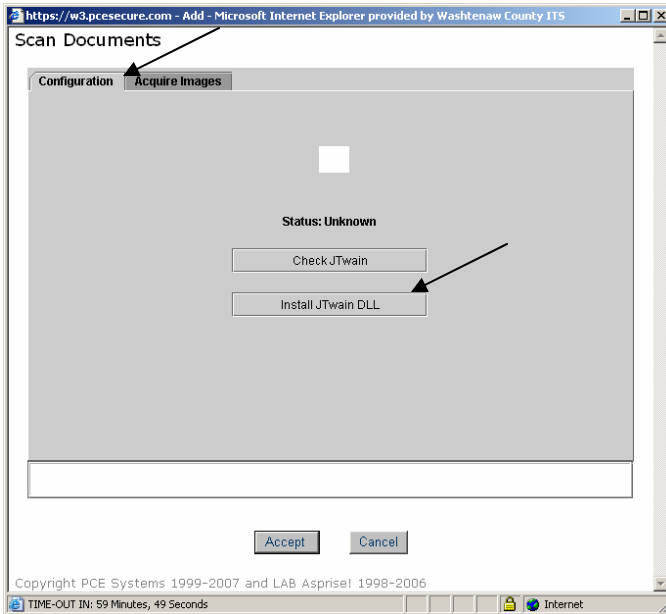 https://w3.pcesecure.com - Add - Microsoft Internet Explorer provided by Washtenaw County ITS
Scan Documents
Configuration Acquire Images
Status: Unknown
Check JTwain
Install JTwain DLL
Accept Cancel
Copyright PCE Systems 1999-2007 and LAB Asprise! 1998-2006
TIME-OUT IN: 59 Minutes, 49 Seconds Internet